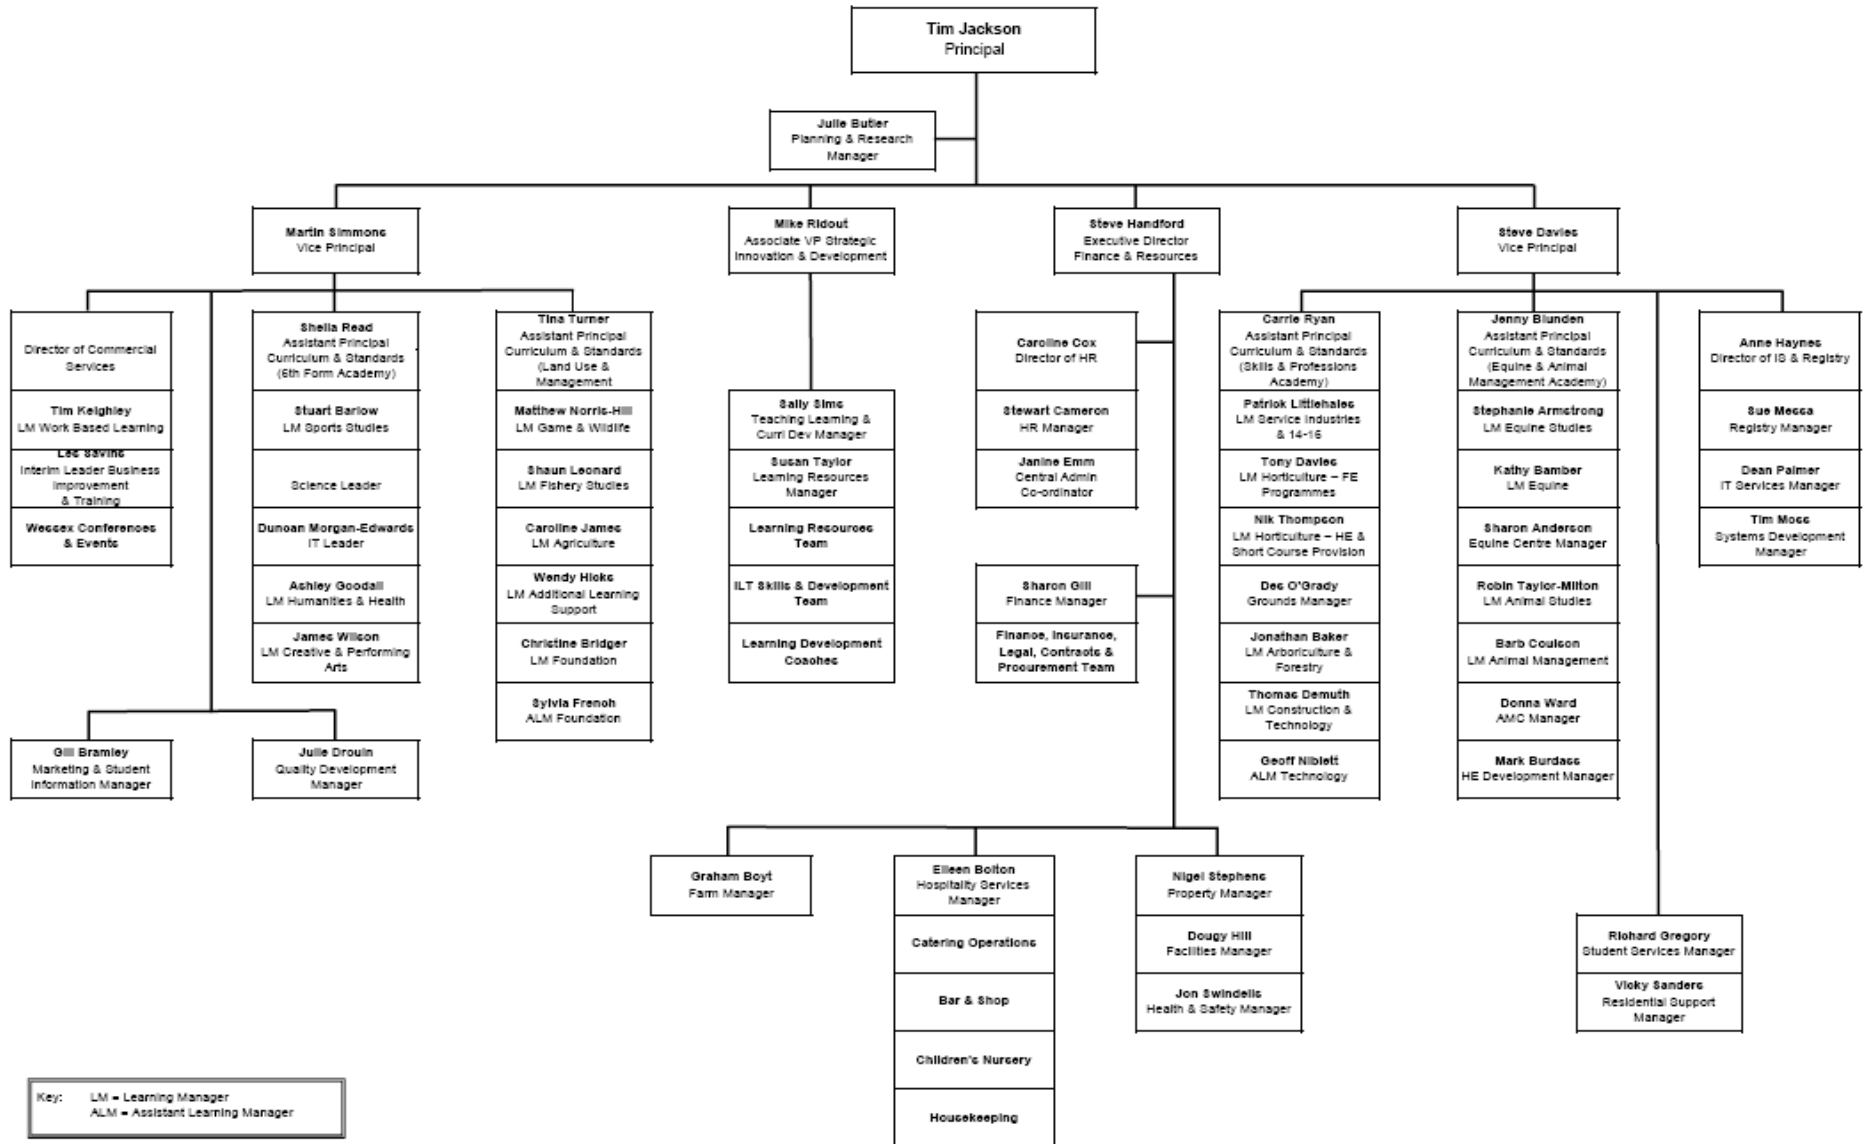 Tim Jackson
Principal
Julie Butler
Planning & Research
Manager
Martin Simmons
Vice Principal
Mike Ridout
Associate VP Strategic
Innovation & Development
Steve Handford
Executive Director
Finance & Resources
Steve Davies
Vice Principal
Director of Commercial
Services
Tim Keighley
LM Work Based Learning
Les Savins
Interim Leader Business
Improvement
& Training
Wessex Conferences
& Events
Sheila Read
Assistant Principal
Curriculum & Standards
(6th Form Academy)
Stuart Barlow
LM Sports Studies
Science Leader
Duncan Morgan-Edwards
IT Leader
Ashley Goodall
LM Humanities & Health
James Wilson
LM Creative & Performing
Arts
Tina Turner
Assistant Principal
Curriculum & Standards
(Land Use &
Management
Matthew Norris-Hill
LM Game & Wildlife
Shaun Leonard
LM Fishery Studies
Caroline James
LM Agriculture
Wendy Hicks
LM Additional Learning
Support
Christine Bridger
LM Foundation
Sylvia French
ALM Foundation
Gill Bramley
Marketing & Student
Information Manager
Julie Drouin
Quality Development
Manager
Sally Sims
Teaching Learning &
Curri Dev Manager
Susan Taylor
Learning Resources
Manager
Learning Resources
Team
ILT Skills & Development
Team
Learning Development
Coaches
Caroline Cox
Director of HR
Stewart Cameron
HR Manager
Janine Emm
Central Admin
Co-ordinator
Sharon Gill
Finance Manager
Finance, Insurance,
Legal, Contracts &
Procurement Team
Graham Boyt
Farm Manager
Eileen Bolton
Hospitality Services
Manager
Catering Operations
Bar & Shop
Children's Nursery
Housekeeping
Nigel Stephens
Property Manager
Dougy Hill
Facilities Manager
Jon Swindells
Health & Safety Manager
Carrie Ryan
Assistant Principal
Curriculum & Standards
(Skills & Professions
Academy)
Patrick Littlehales
LM Service Industries
& 14-16
Tony Davies
LM Horticulture – FE
Programmes
Nik Thompson
LM Horticulture – HE &
Short Course Provision
Des O'Grady
Grounds Manager
Jonathan Baker
LM Arboriculture &
Forestry
Thomas Demuth
LM Construction &
Technology
Geoff Niblett
ALM Technology
Jenny Blunden
Assistant Principal
Curriculum & Standards
(Equine & Animal
Management Academy)
Stephanie Armstrong
LM Equine Studies
Kathy Bamber
LM Equine
Sharon Anderson
Equine Centre Manager
Robin Taylor-Milton
LM Animal Studies
Barb Coulson
LM Animal Management
Donna Ward
AMC Manager
Mark Burdass
HE Development Manager
Anne Haynes
Director of IS & Registry
Sue Messa
Registry Manager
Dean Palmer
IT Services Manager
Tim Moss
Systems Development
Manager
Richard Gregory
Student Services Manager
Vicky Sanders
Residential Support
Manager
Key: LM = Learning Manager
ALM = Assistant Learning Manager